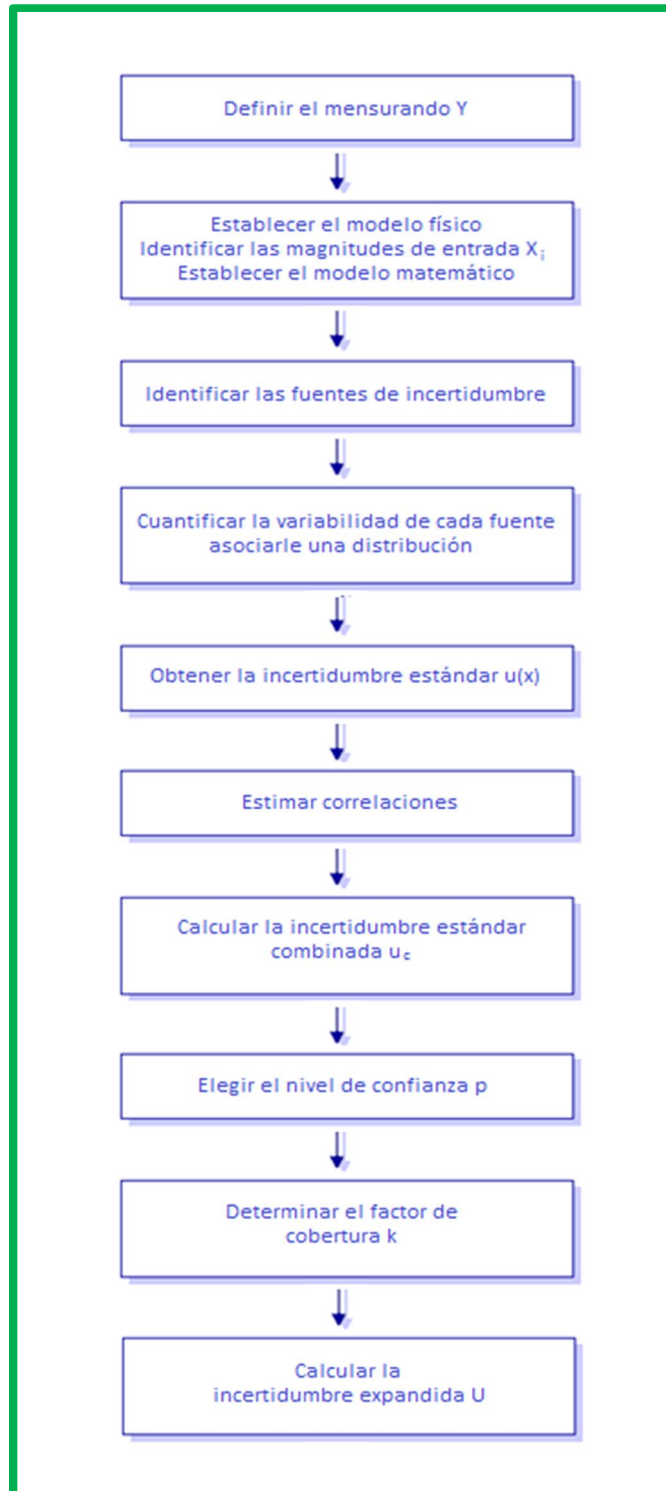 Definir el mensurando Y
Establecer el modelo físico
Identificar las magnitudes de entrada Xi
Establecer el modelo matemático
Identificar las fuentes de incertidumbre
Cuantificar la variabilidad de cada fuente
asociarle una distribución
Obtener la incertidumbre estándar u(x)
Estimar correlaciones
Calcular la incertidumbre estándar
combinada uc
Elegir el nivel de confianza p
Determinar el factor de
cobertura k
Calcular la
incertidumbre expandida U